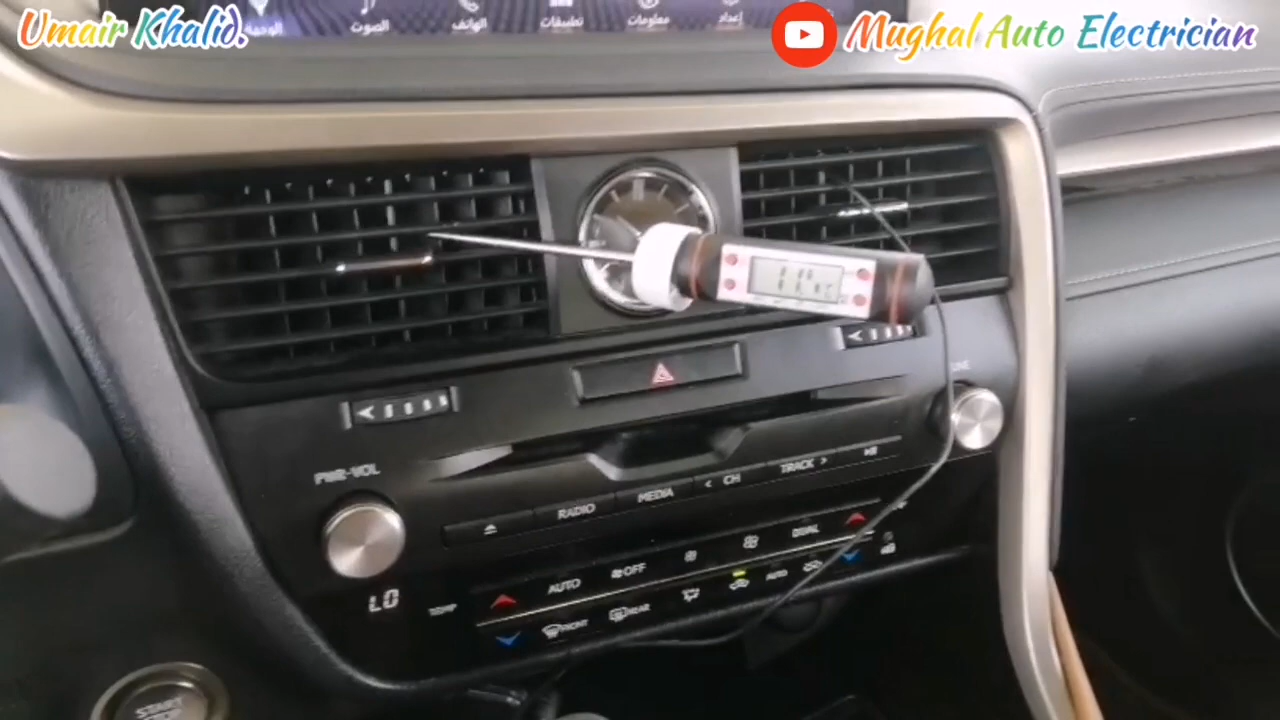 Umair Khalid.
Mughal Auto Electrician
الصوت
الهاتف
تطبيقات
معلومات
إعداد
PWR-VOL
RADIO
MEDIA
< CH
TRACK >
AUTO
OFF
DUAL
LO
TEMP
FRONT
REAR
AUTO
START